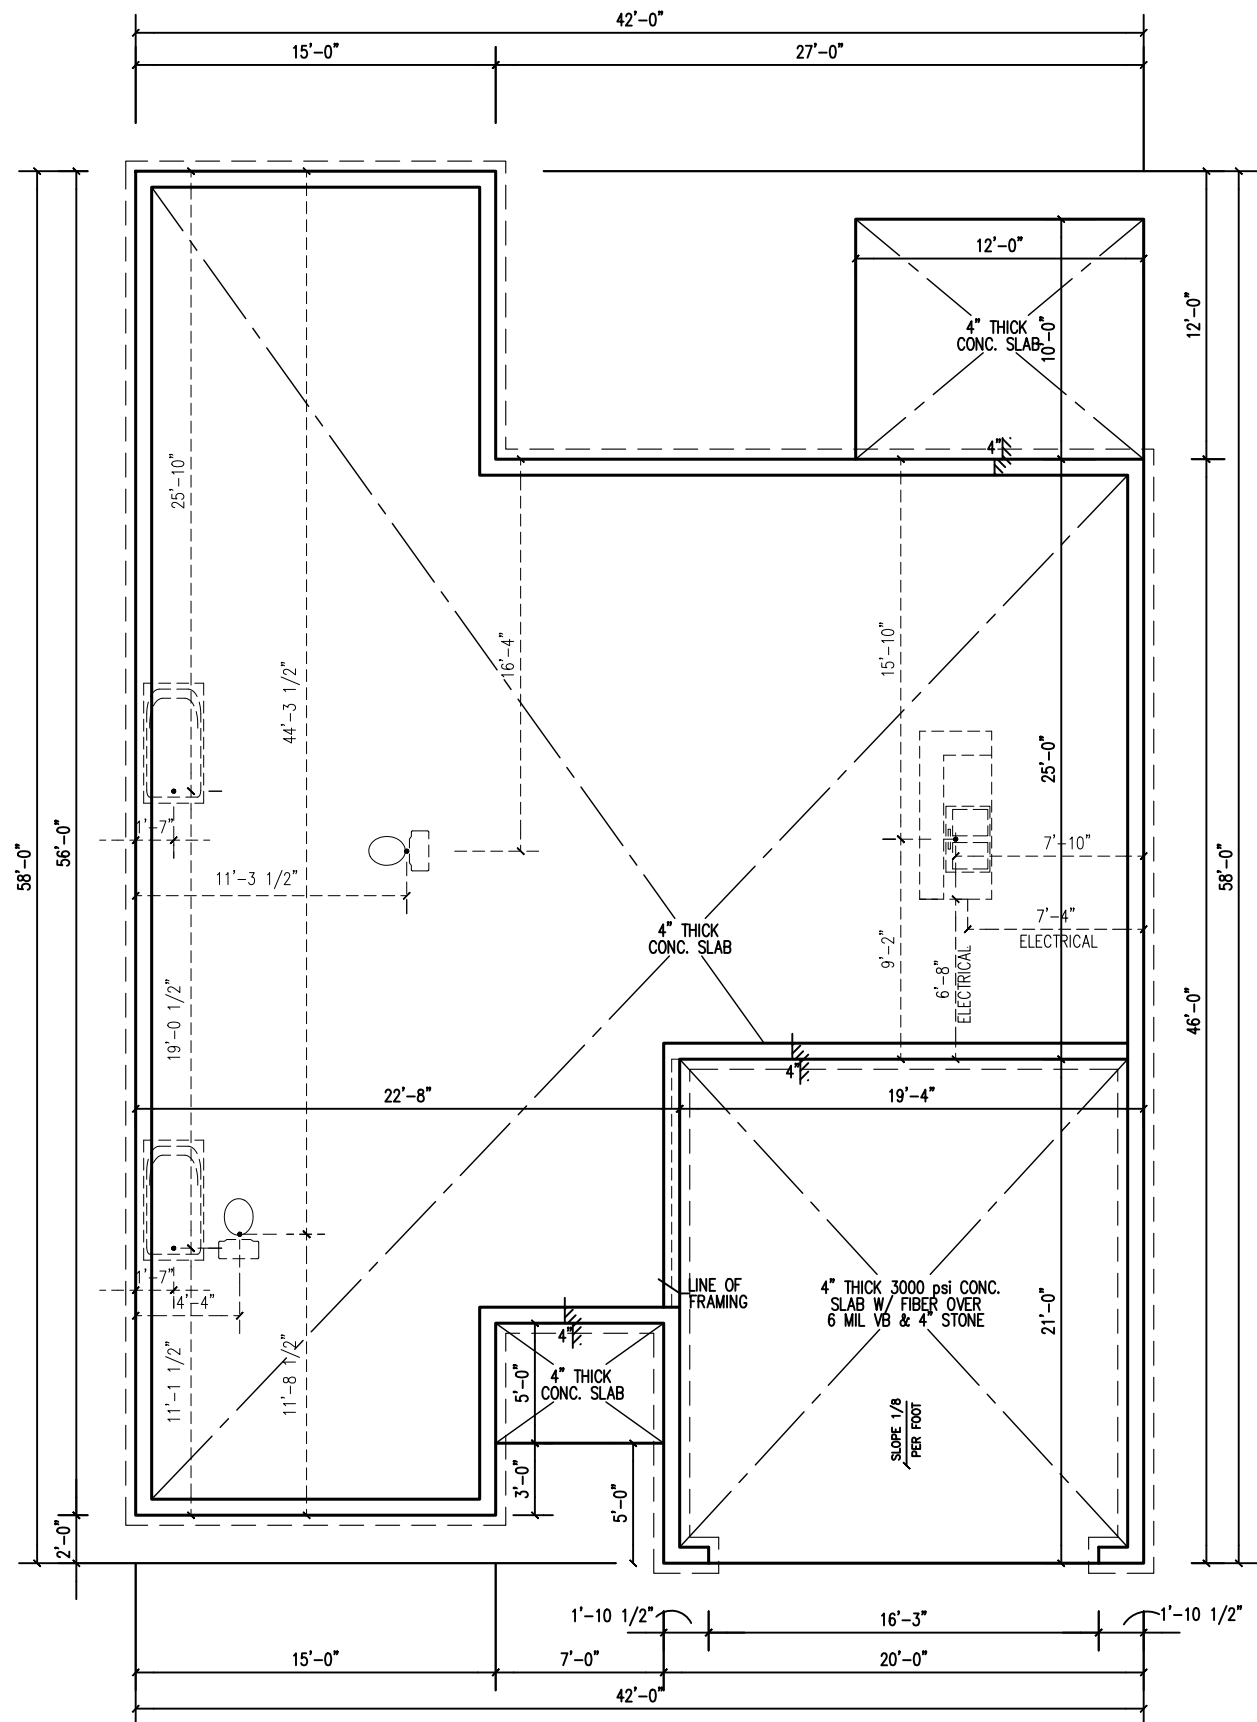 42'-0"
15'-0"
27'-0"
12'-0"
4" THICK
CONC. SLAB
10'-0"
12'-0"
4"
25'-10"
44'-3 1/2"
16'-4"
15'-10"
25'-0"
1'-7"
11'-3 1/2"
7'-10"
7'-4"
ELECTRICAL
58'-0"
56'-0"
58'-0"
4" THICK
CONC. SLAB
9'-2"
6'-8"
ELECTRICAL
46'-0"
19'-0 1/2"
4"
22'-8"
19'-4"
1'-7"
4'-4"
LINE OF
FRAMING
4" THICK 3000 psi CONC.
SLAB W/ FIBER OVER
6 MIL VB & 4" STONE
21'-0"
4"
11'-1 1/2"
11'-8 1/2"
4" THICK
CONC. SLAB
5'-0"
SLOPE 1/8
PER FOOT
3'-0"
5'-0"
2'-0"
1'-10 1/2"
16'-3"
1'-10 1/2"
15'-0"
7'-0"
20'-0"
42'-0"